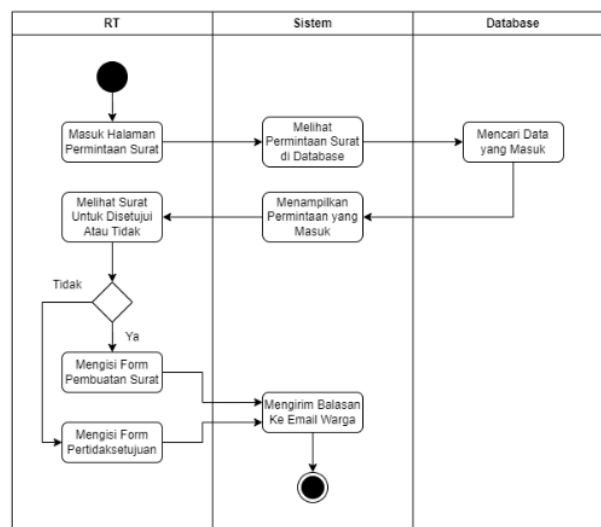 RT
Sistem
Database
Masuk Halaman
Permintaan Surat
Melihat
Permintaan Surat
di Database
Mencari Data
yang Masuk
Melihat Surat
Untuk Disetujui
Atau Tidak
Menampilkan
Permintaan yang
Masuk
Tidak
Ya
Mengisi Form
Pembuatan Surat
Mengirim Balasan
Ke Email Warga
Mengisi Form
Pertidaksetujuan